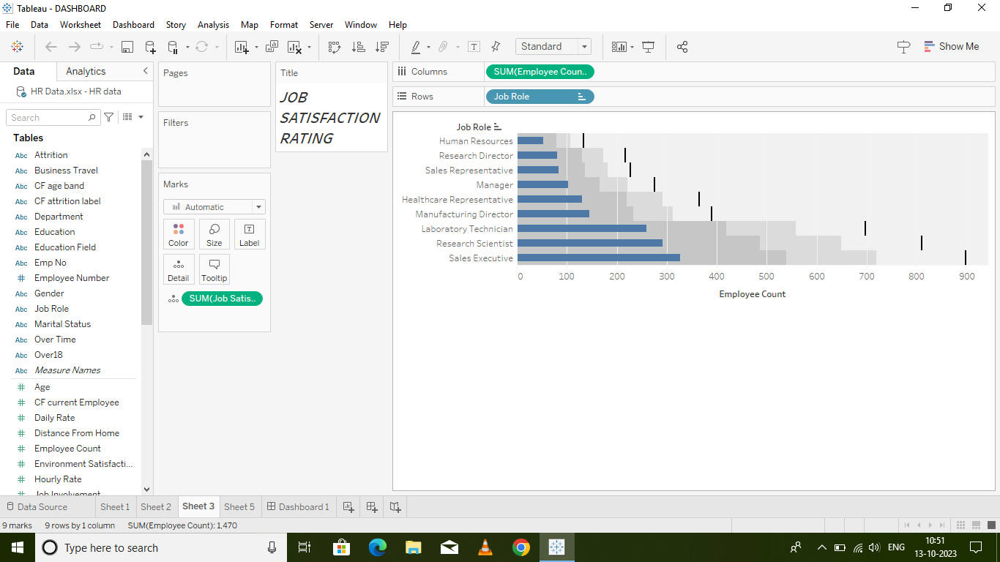 Tableau - DASHBOARD
File Data Worksheet Dashboard Story Analysis Map Format Server Window Help
Standard
Show Me
Data Analytics
HR Data.xlsx - HR data
Search
Tables
Abc Attrition
Abc Business Travel
Abc CF age band
Abc CF attrition label
Abc Department
Abc Education
Abc Education Field
Abc Emp No
# Employee Number
Abc Gender
Abc Job Role
Abc Marital Status
Abc Over Time
Abc Over18
Abc Measure Names
# Age
# CF current Employee
# Daily Rate
# Distance From Home
# Employee Count
# Environment Satisfacti...
# Hourly Rate
# Job Involvement
Pages
Filters
Marks
Automatic
Color Size Label
Detail Tooltip
SUM(Job Satis..
Title
JOB
SATISFACTION
RATING
Columns SUM(Employee Coun..
Rows Job Role
Job Role
Human Resources
Research Director
Sales Representative
Manager
Healthcare Representative
Manufacturing Director
Laboratory Technician
Research Scientist
Sales Executive
0 100 200 300 400 500 600 700 800 900
Employee Count
Data Source Sheet 1 Sheet 2 Sheet 3 Sheet 5 Dashboard 1
9 marks 9 rows by 1 column SUM(Employee Count): 1,470
Type here to search
ENG
10:51
13-10-2023